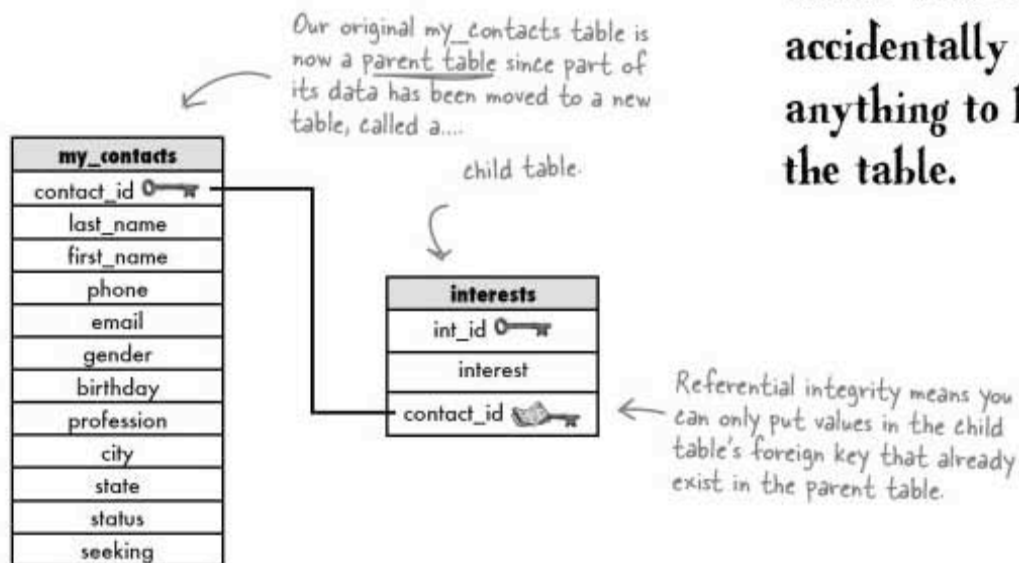 Our original my_contacts table is
now a parent table since part of
its data has been moved to a new
table, called a....
accidentally
anything to
the table.
child table.
my_contacts
contact_id
last_name
first_name
phone
email
gender
birthday
profession
city
state
status
seeking
interests
int_id
interest
contact_id
Referential integrity means you
can only put values in the child
table's foreign key that already
exist in the parent table.